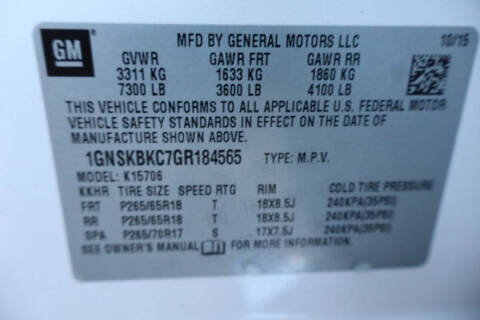 GM
MFD BY GENERAL MOTORS LLC 10/15
GVWR GAWR FRT GAWR RR
3311 KG 1633 KG 1860 KG
7300 LB 3600 LB 4100 LB
THIS VEHICLE CONFORMS TO ALL APPLICABLE U.S. FEDERAL MOTOR
VEHICLE SAFETY STANDARDS IN EFFECT ON THE DATE OF
MANUFACTURE SHOWN ABOVE.
1GNSKBKC7GR184565 TYPE: M.P.V.
MODEL: K15706
KKHR TIRE SIZE SPEED RTG RIM COLD TIRE PRESSURE
FRT P265/65R18 T 18X8.5J 240KPA(35PSI)
RR P265/65R18 T 18X8.5J 240KPA(35PSI)
SPA P265/70R17 S 17X7.5J 240KPA(35PSI)
SEE OWNER'S MANUAL FOR MORE INFORMATION.